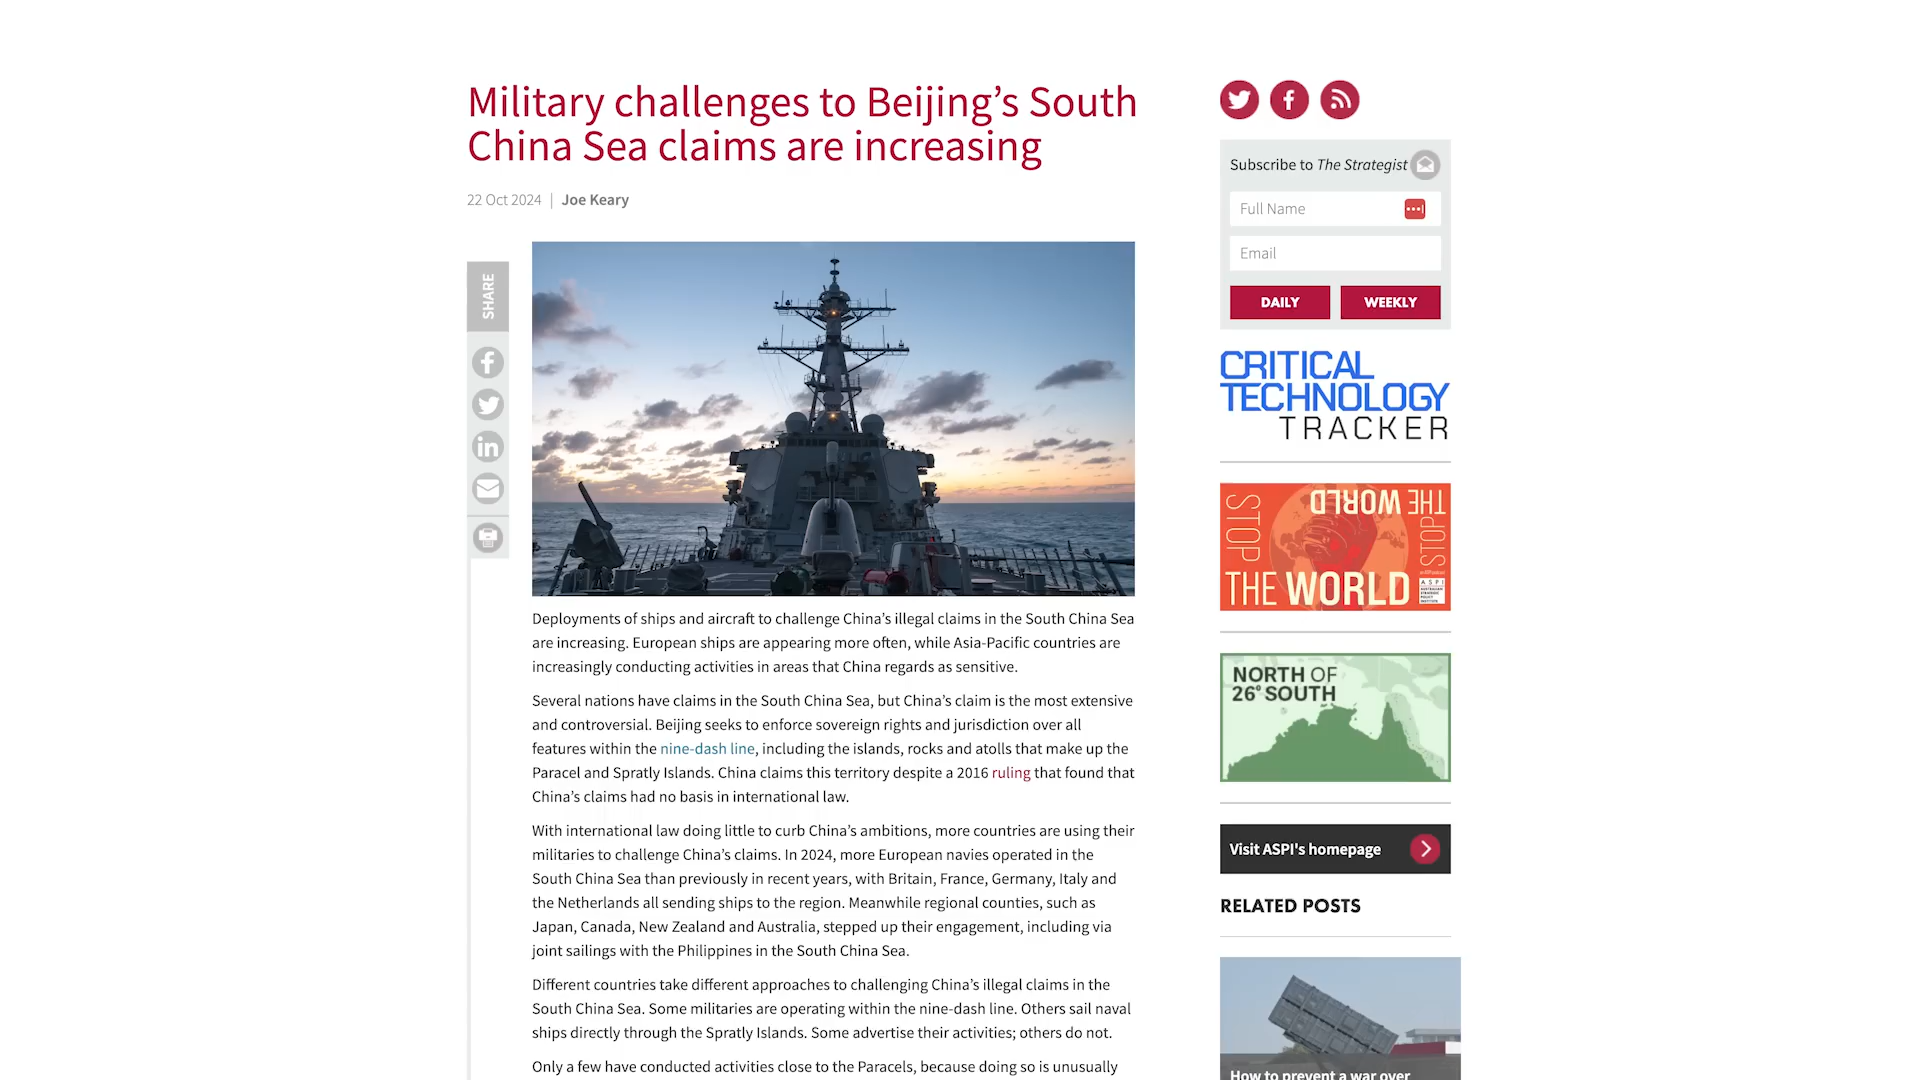 Military challenges to Beijing’s South
China Sea claims are increasing
22 Oct 2024 | Joe Keary
SHARE
Deployments of ships and aircraft to challenge China’s illegal claims in the South China Sea
are increasing. European ships are appearing more often, while Asia-Pacific countries are
increasingly conducting activities in areas that China regards as sensitive.
Several nations have claims in the South China Sea, but China’s claim is the most extensive
and controversial. Beijing seeks to enforce sovereign rights and jurisdiction over all
features within the nine-dash line, including the islands, rocks and atolls that make up the
Paracel and Spratly Islands. China claims this territory despite a 2016 ruling that found that
China’s claims had no basis in international law.
With international law doing little to curb China’s ambitions, more countries are using their
militaries to challenge China’s claims. In 2024, more European navies operated in the
South China Sea than previously in recent years, with Britain, France, Germany, Italy and
the Netherlands all sending ships to the region. Meanwhile regional counties, such as
Japan, Canada, New Zealand and Australia, stepped up their engagement, including via
joint sailings with the Philippines in the South China Sea.
Different countries take different approaches to challenging China’s illegal claims in the
South China Sea. Some militaries are operating within the nine-dash line. Others sail naval
ships directly through the Spratly Islands. Some advertise their activities; others do not.
Only a few have conducted activities close to the Paracels, because doing so is unusually
Subscribe to The Strategist
Full Name
Email
DAILY
WEEKLY
CRITICAL
TECHNOLOGY
TRACKER
STOP
THE WORLD
STOP
THE WORLD
ASPI
NORTH OF
26° SOUTH
Visit ASPI's homepage
RELATED POSTS
How to prevent a war over